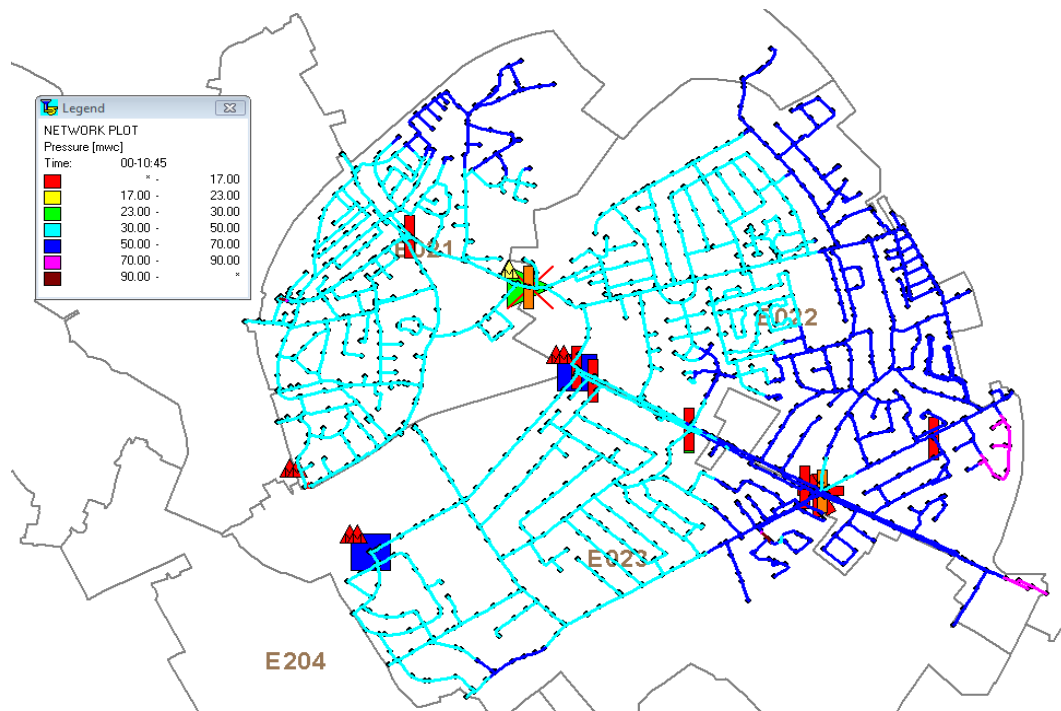 Legend
NETWORK PLOT
Pressure [mwc]
Time: 00-10:45
* - 17.00
17.00 - 23.00
23.00 - 30.00
30.00 - 50.00
50.00 - 70.00
70.00 - 90.00
90.00 - *
E021
E022
E023
E204